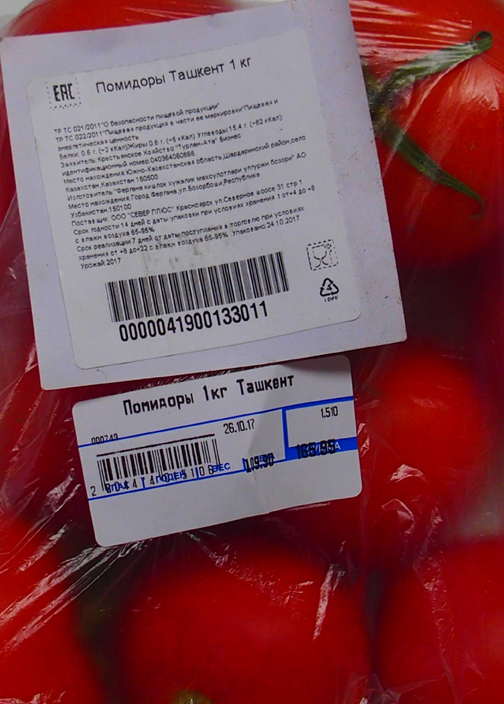 EAC
Помидоры Ташкент 1 кг
ТР ТС 021/2011"О безопасности пищевой продукции"
ТР ТС 022/2011"Пищевая продукция в части ее маркировки"Пищевая и
энергетическая ценность
Белки: 0.6 г. (~2 кКал)Жиры 0.6 г. (~5 кКал) Углеводы:15.4 г. (~62 кКал)
Заявитель: Крестьянское Хозяйство "Турлан-Ата" Бизнес
идентификационный номер 040364060666
Место нахождения:Южно-Казахстанская область,Шардаринский район,село
Казахстан,Казахстан 160500
Изготовитель:"Фергана кишлок хужалик махсулотлари улгуржи бозори" АО
Место нахождения:Город Фергана,ул.Бозорбоши,Республика
Узбекистан,150100
Поставщик: ООО "СЕВЕР ПЛЮС" Красноярск ул.Северное шоссе 31 стр 1
Срок годности 14 дней с даты упаковки при условиях хранения t от+4 до +8
с влажн воздуха 65-95%
Срок реализации 7 дней от даты поступления в торговлю при условиях
хранения от +8 до+22 с влажн воздуха 65-95% Упаковано:24.10.2017
Урожай 2017
0000041900133011
Помидоры 1кг Ташкент
26.10.17
1.510
ВЕС